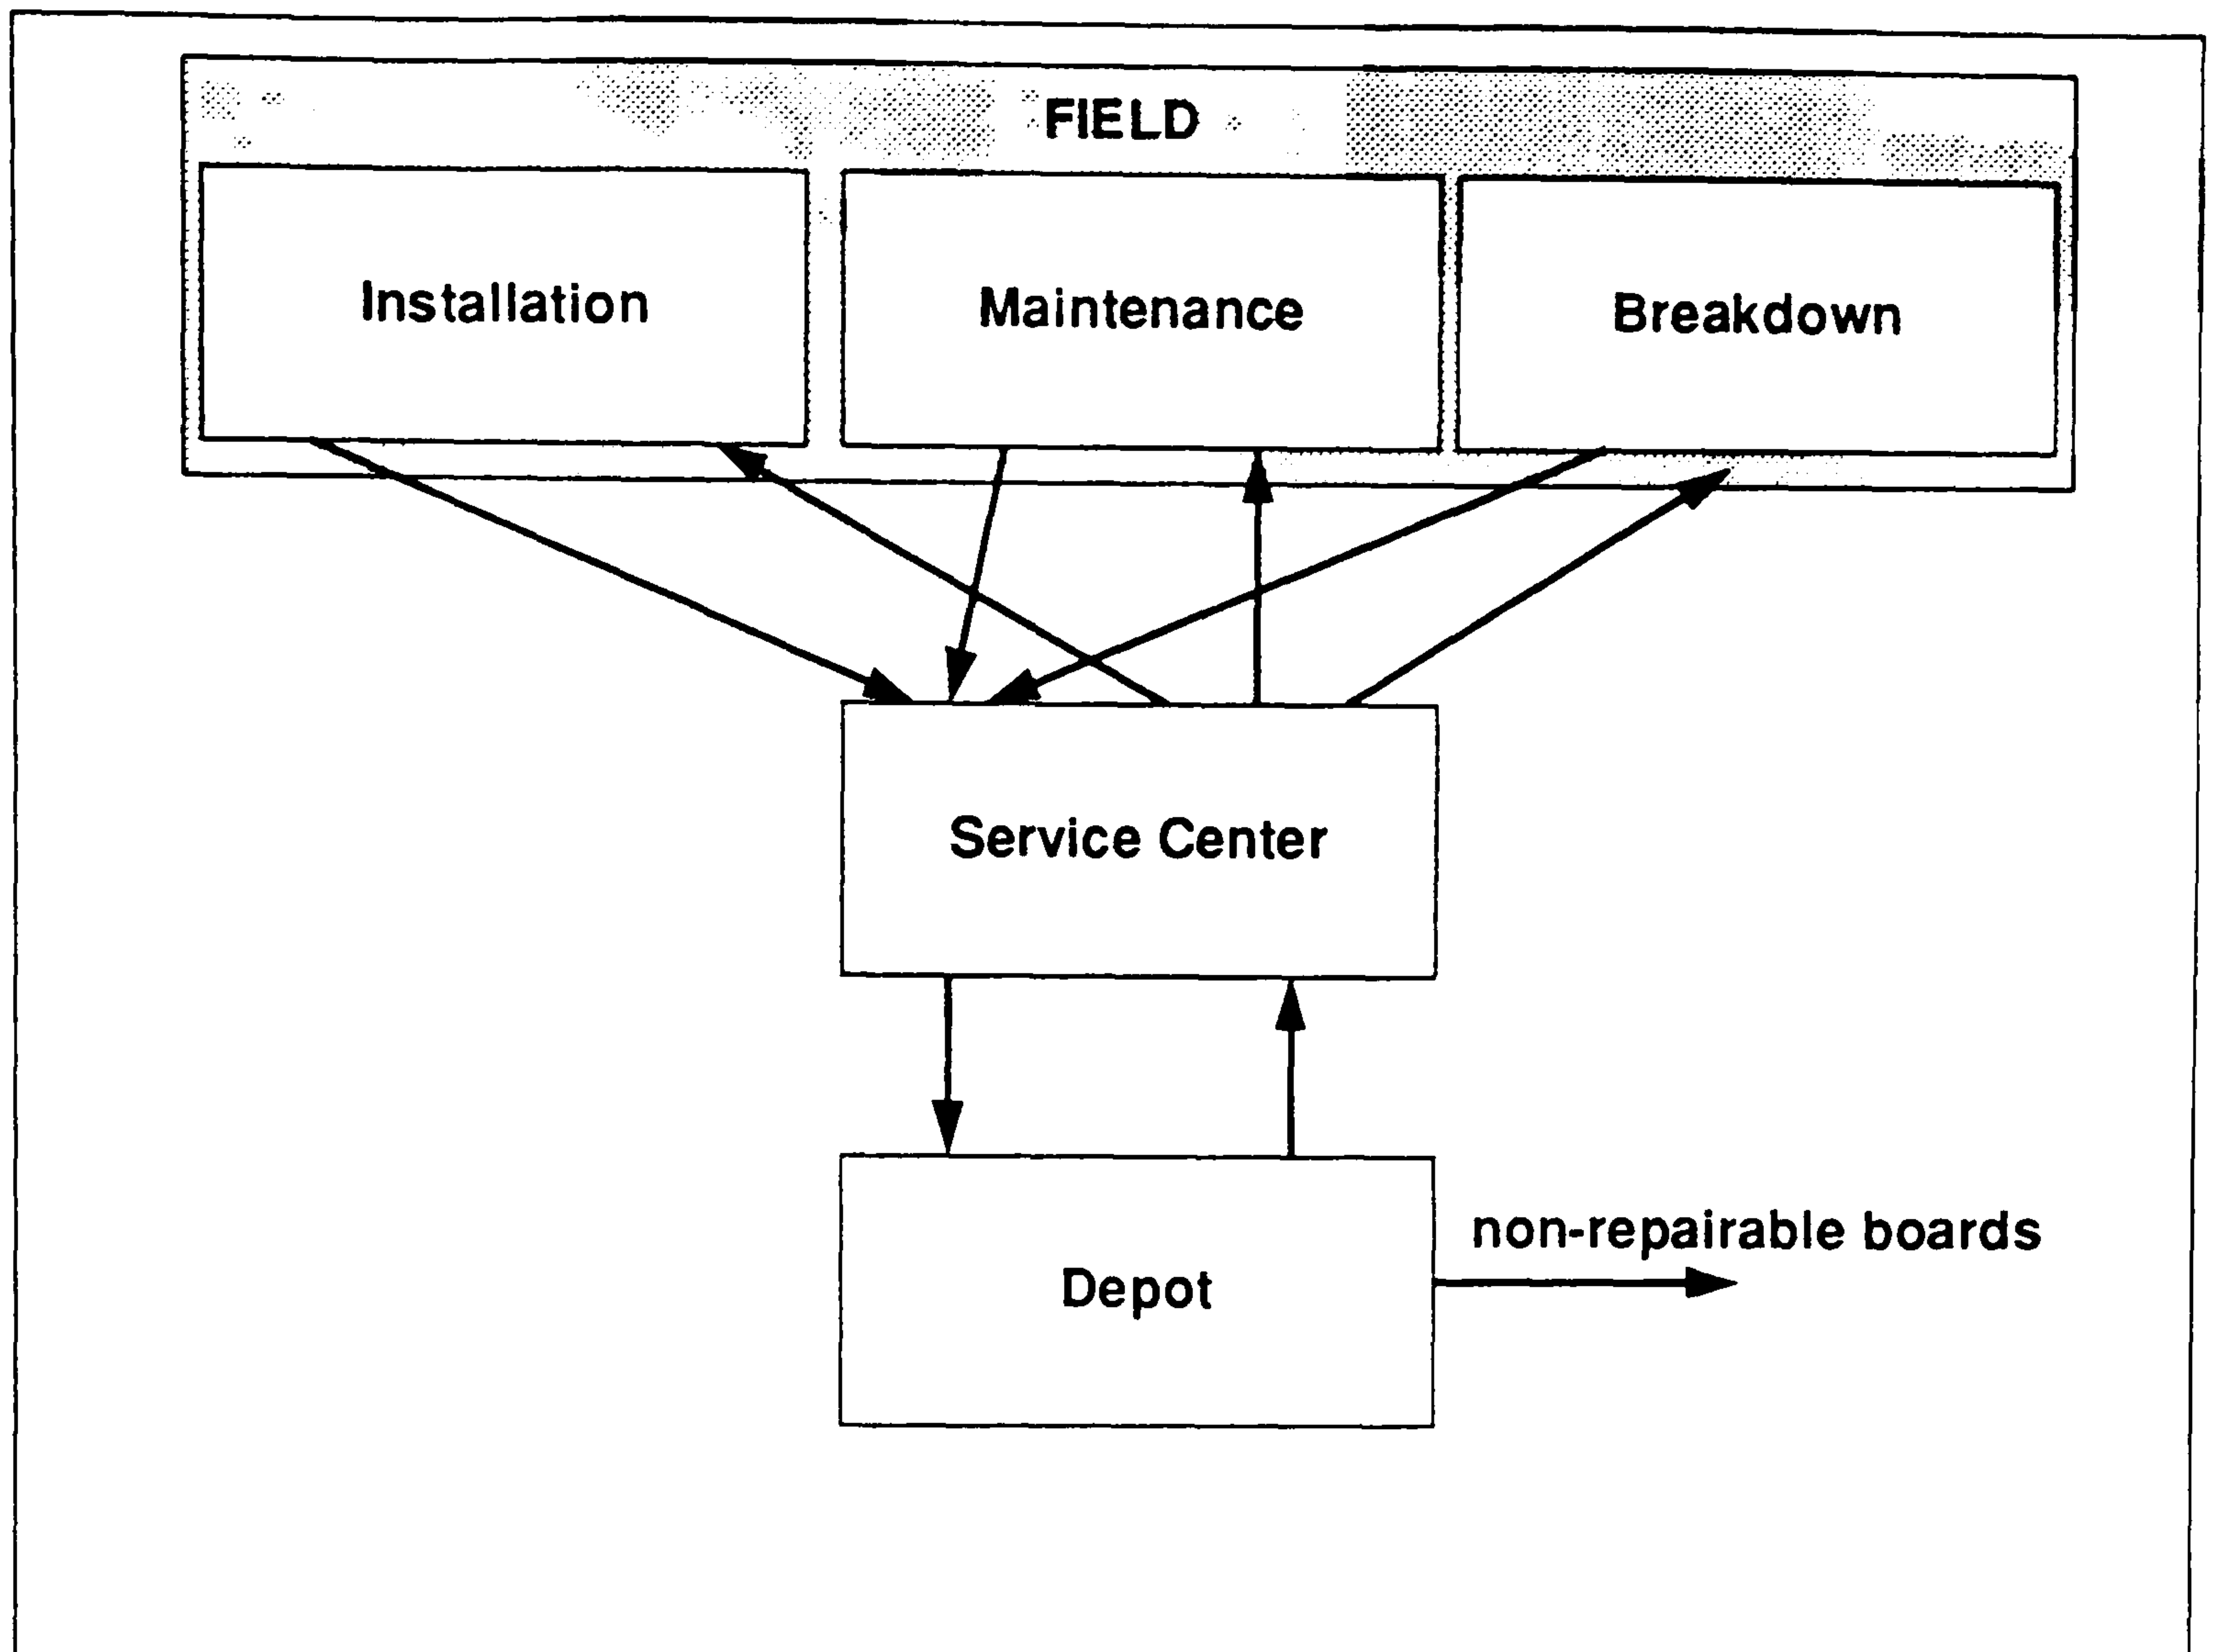 FIELD
Installation
Maintenance
Breakdown
Service Center
non-repairable boards
Depot